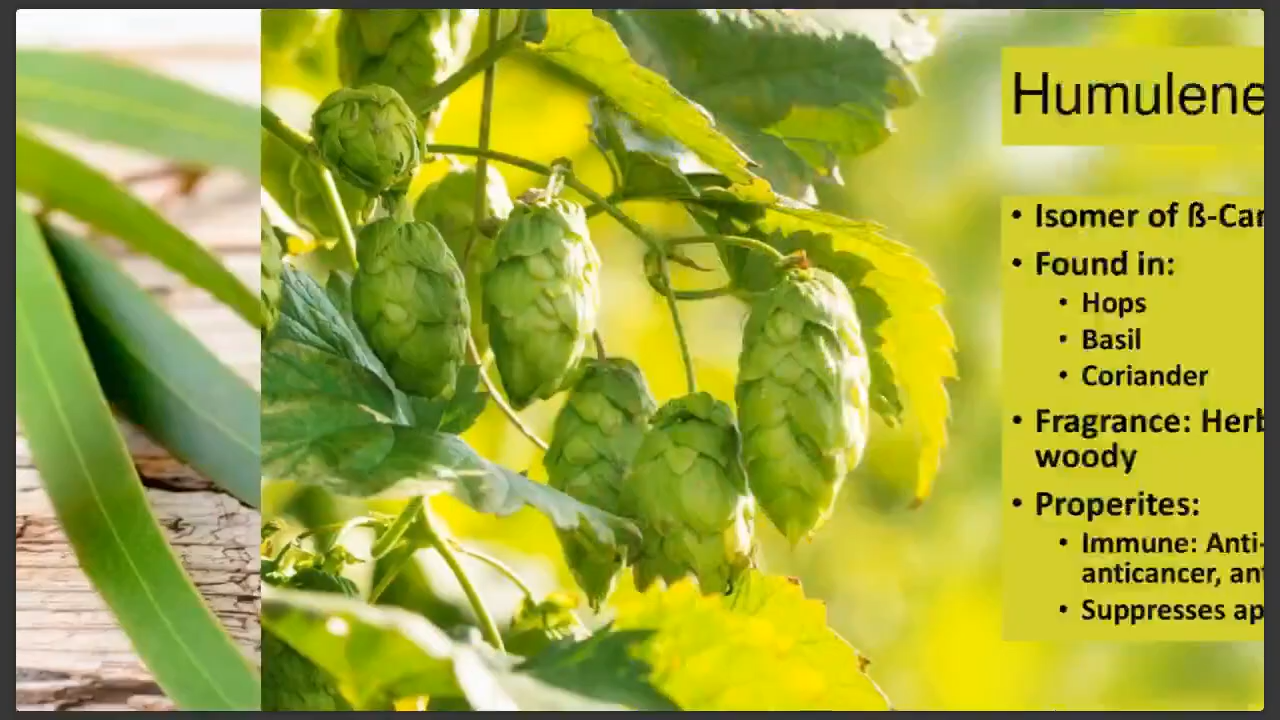 Humulene
• Isomer of ß-Car
• Found in:
• Hops
• Basil
• Coriander
• Fragrance: Herb
woody
• Properites:
• Immune: Anti-
anticancer, ant
• Suppresses ap